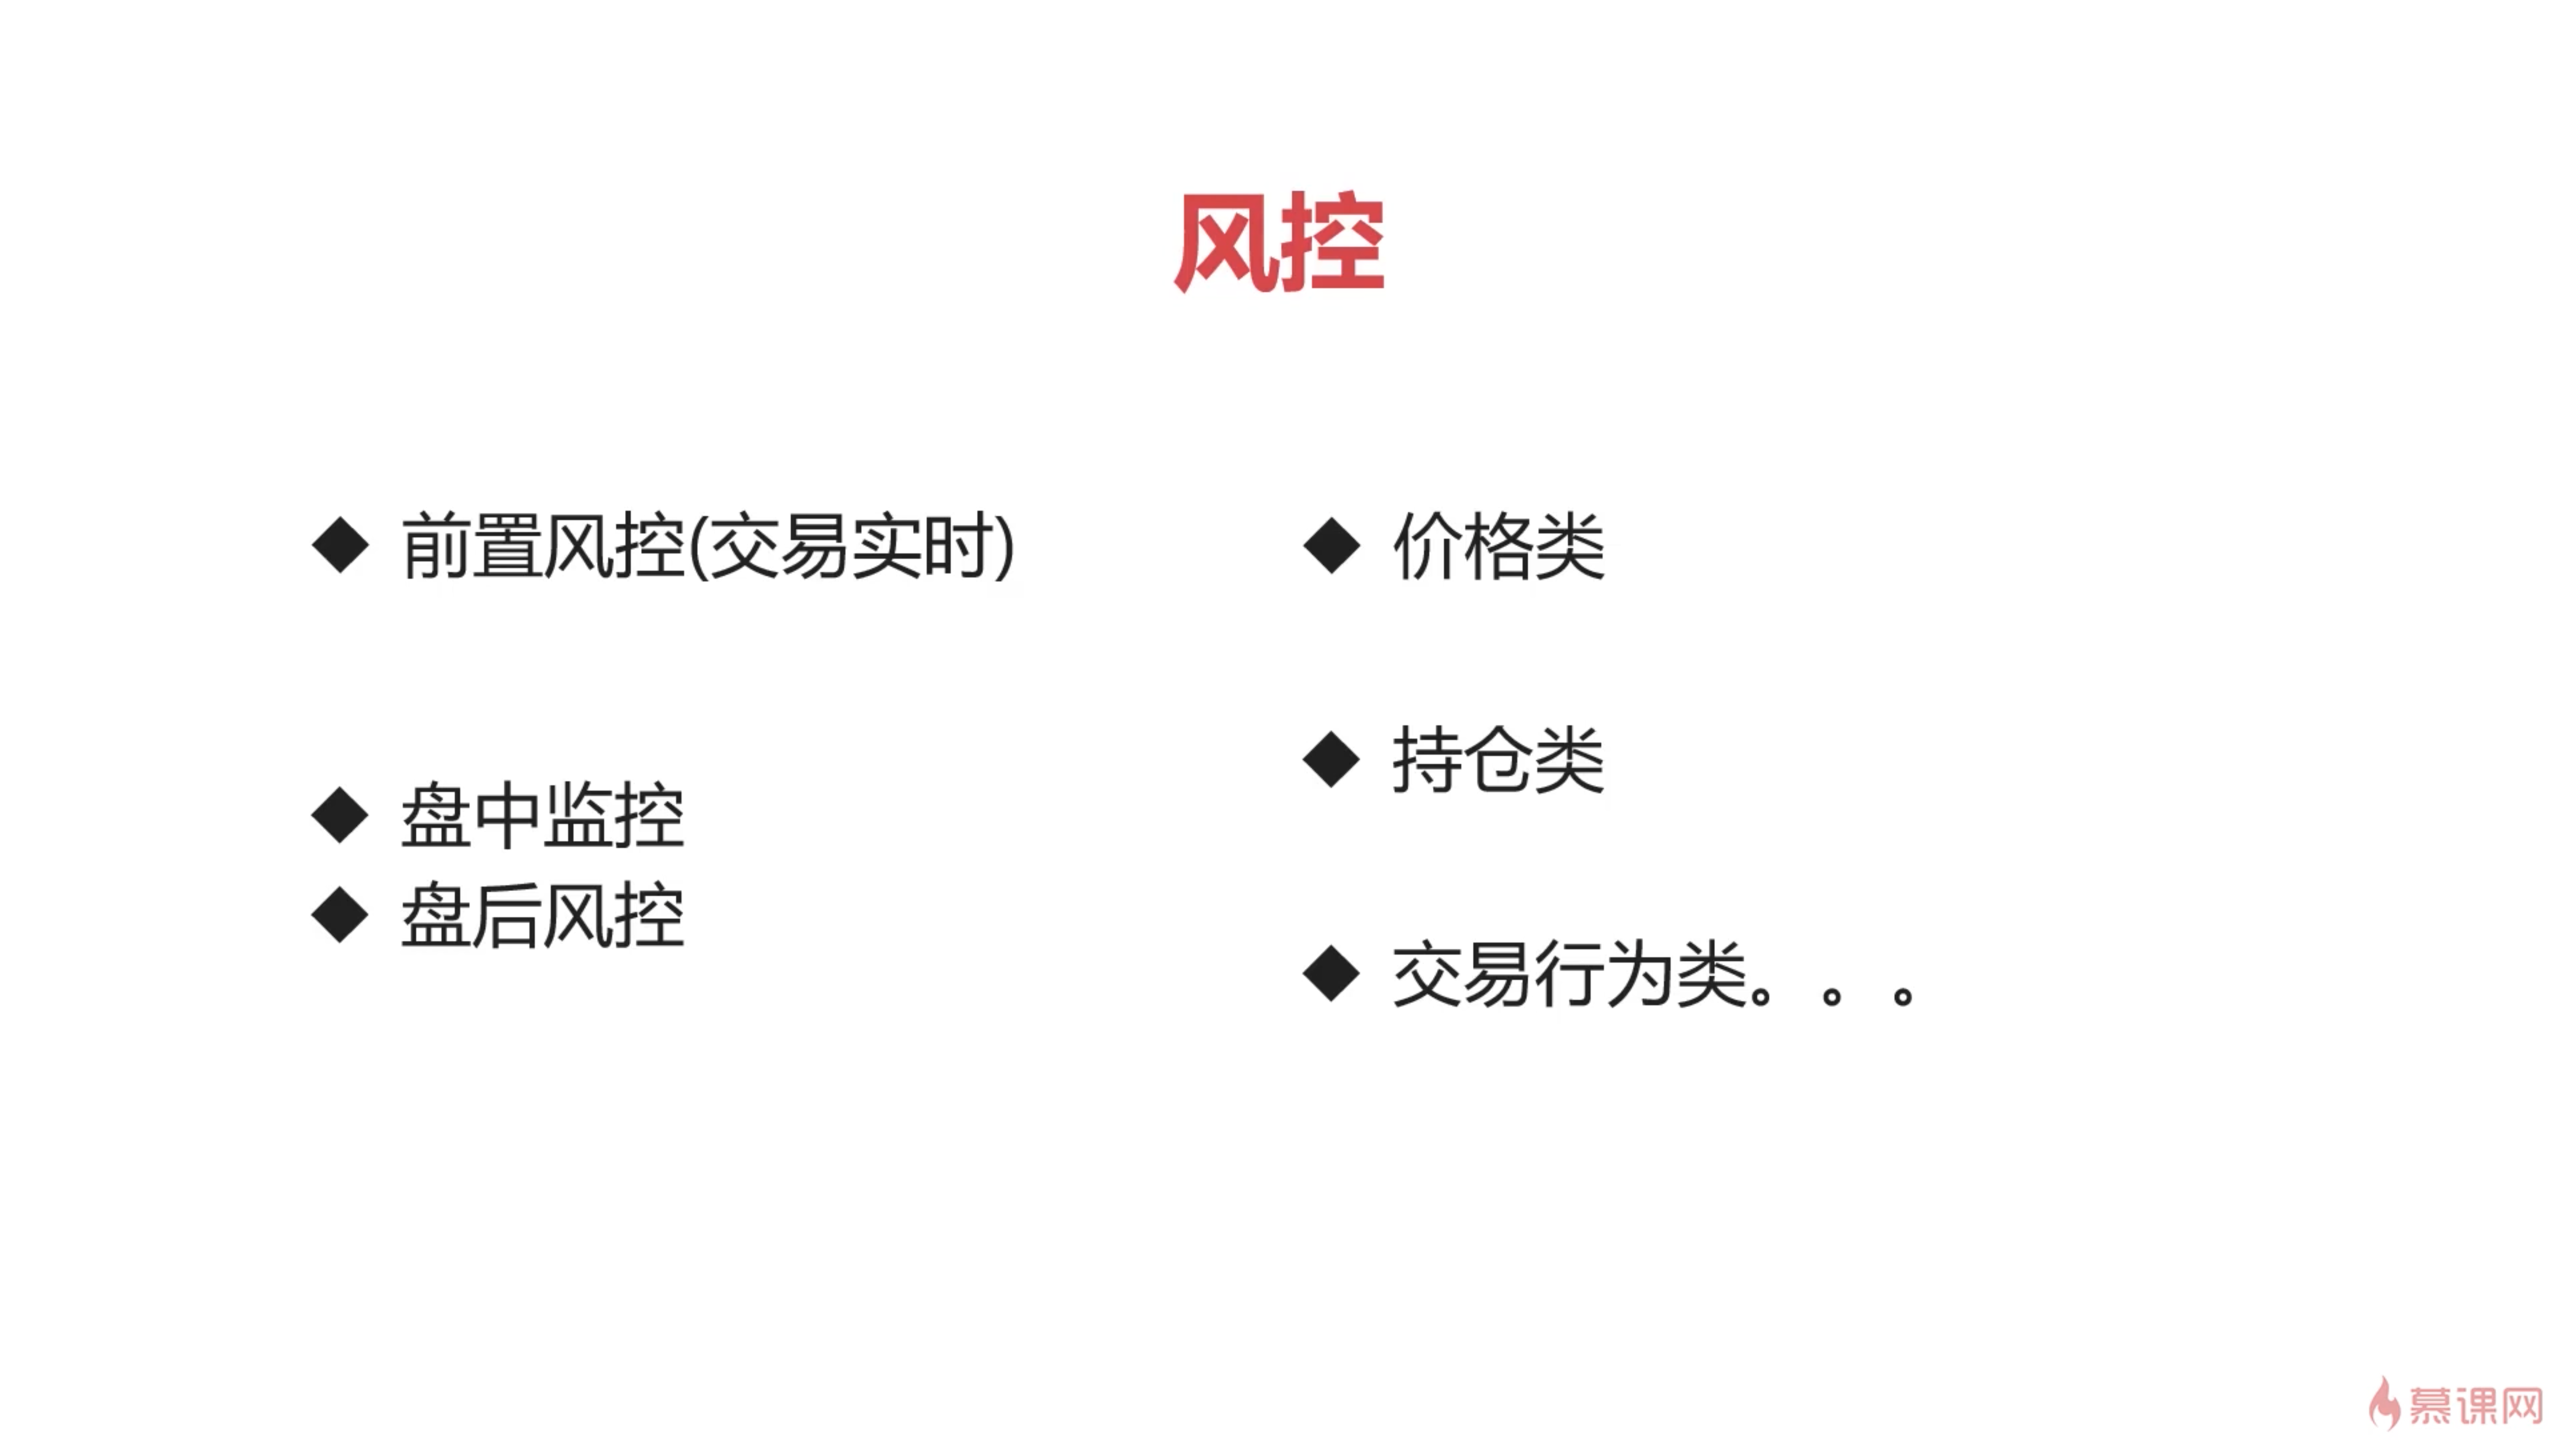 风控
前置风控(交易实时)
盘中监控
盘后风控
价格类
持仓类
交易行为类。。。
慕课网